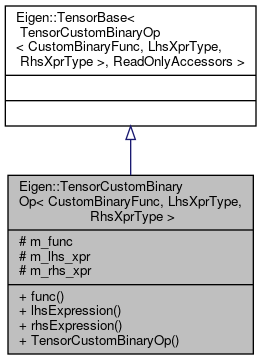 Eigen::TensorBase<
TensorCustomBinaryOp
< CustomBinaryFunc, LhsXprType,
RhsXprType >, ReadOnlyAccessors >
Eigen::TensorCustomBinary
Op< CustomBinaryFunc, LhsXprType,
RhsXprType >
# m_func
# m_lhs_xpr
# m_rhs_xpr
+ func()
+ lhsExpression()
+ rhsExpression()
+ TensorCustomBinaryOp()